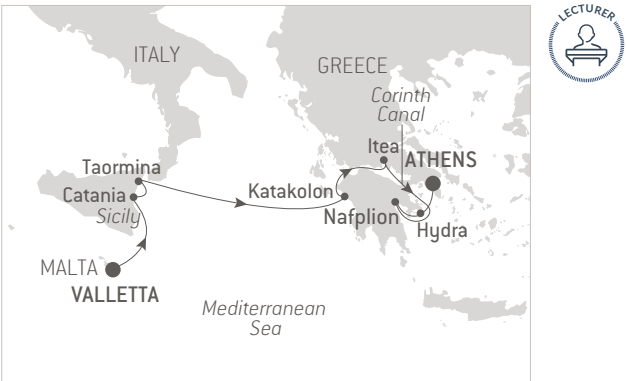 LECTURER
ITALY
GREECE
Corinth
Canal
Itea
ATHENS
Taormina
Catania
Sicily
Katakolon
Nafplion
Hydra
MALTA
VALLETTA
Mediterranean
Sea